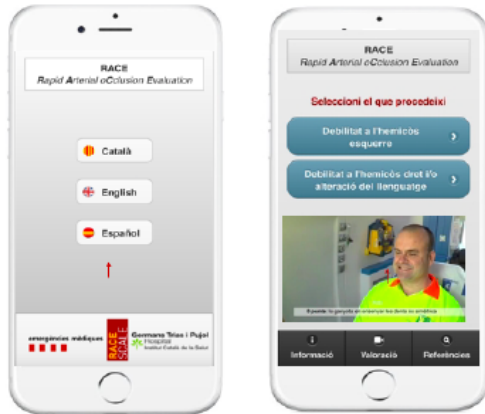 RACE
Rapid Arterial oCclusion Evaluation
Català
English
Español
emergències mèdiques
RACE
SCALE
Germans Trias i Pujol
Hospital
Institut Català de la Salut
RACE
Rapid Arterial oCclusion Evaluation
Seleccioni el que procedeixi
Debilitat a l'hemicòs
esquerre
Debilitat a l'hemicòs dret i/o
alteració del llenguatge
Informació
Valoració
Referències